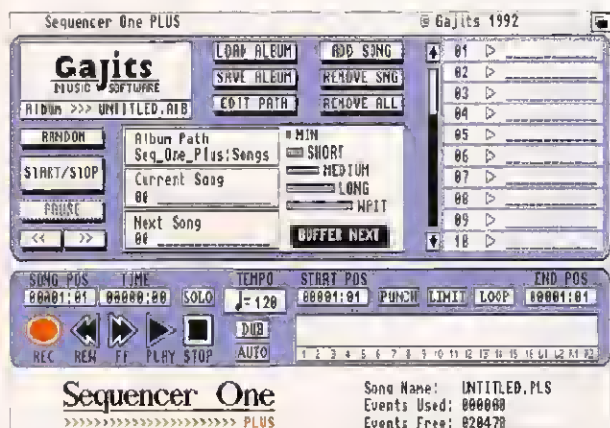 Sequencer One PLUS © Gajits 1992
Gajits
MUSIC SOFTWARE
Album >>> UNTITLED.AlB
LOAD ALBUM ADD SONG
SAVE ALBUM REMOVE SNG
EDIT PATH REMOVE ALL
01
02
03
04
05
06
07
08
09
10
RANDOM
START/STOP
PAUSE
<< >>
Album Path
Seq_One_Plus:Songs
Current Song
00
Next Song
00
MIN
SHORT
MEDIUM
LONG
WAIT
BUFFER NEXT
SONG POS TIME TEMPO START POS END POS
00001:01 00000:00 SOLO ♩=120 00001:01 PUNCH LIMIT LOOP 00001:01
REC REW FF PLAY STOP
DUB
AUTO
1 2 3 4 5 6 7 8 9 10 11 12 13 14 15 16 L1 L2 R1 R2
Sequencer One
>>>>>>>>>>>>>>>>>>>>>> PLUS
Song Name: UNTITLED.PLS
Events Used: 000000
Events Free: 020470